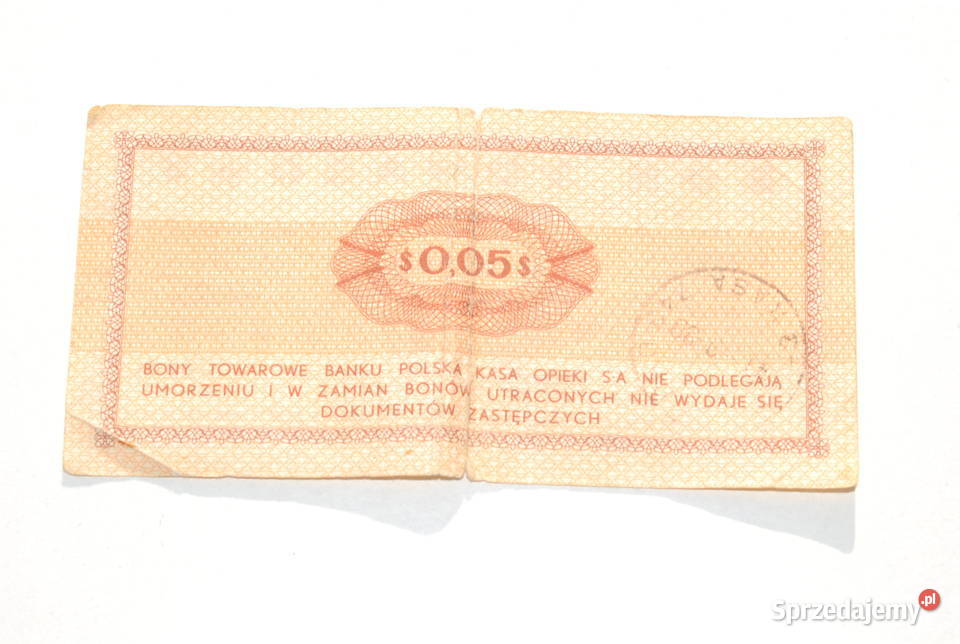 $0,05$
BONY TOWAROWE BANKU POLSKA KASA OPIEKI S·A NIE PODLEGAJĄ
UMORZENIU I W ZAMIAN BONÓW UTRACONYCH NIE WYDAJE SIĘ
DOKUMENTÓW ZASTĘPCZYCH
Sprzedajemy.pl